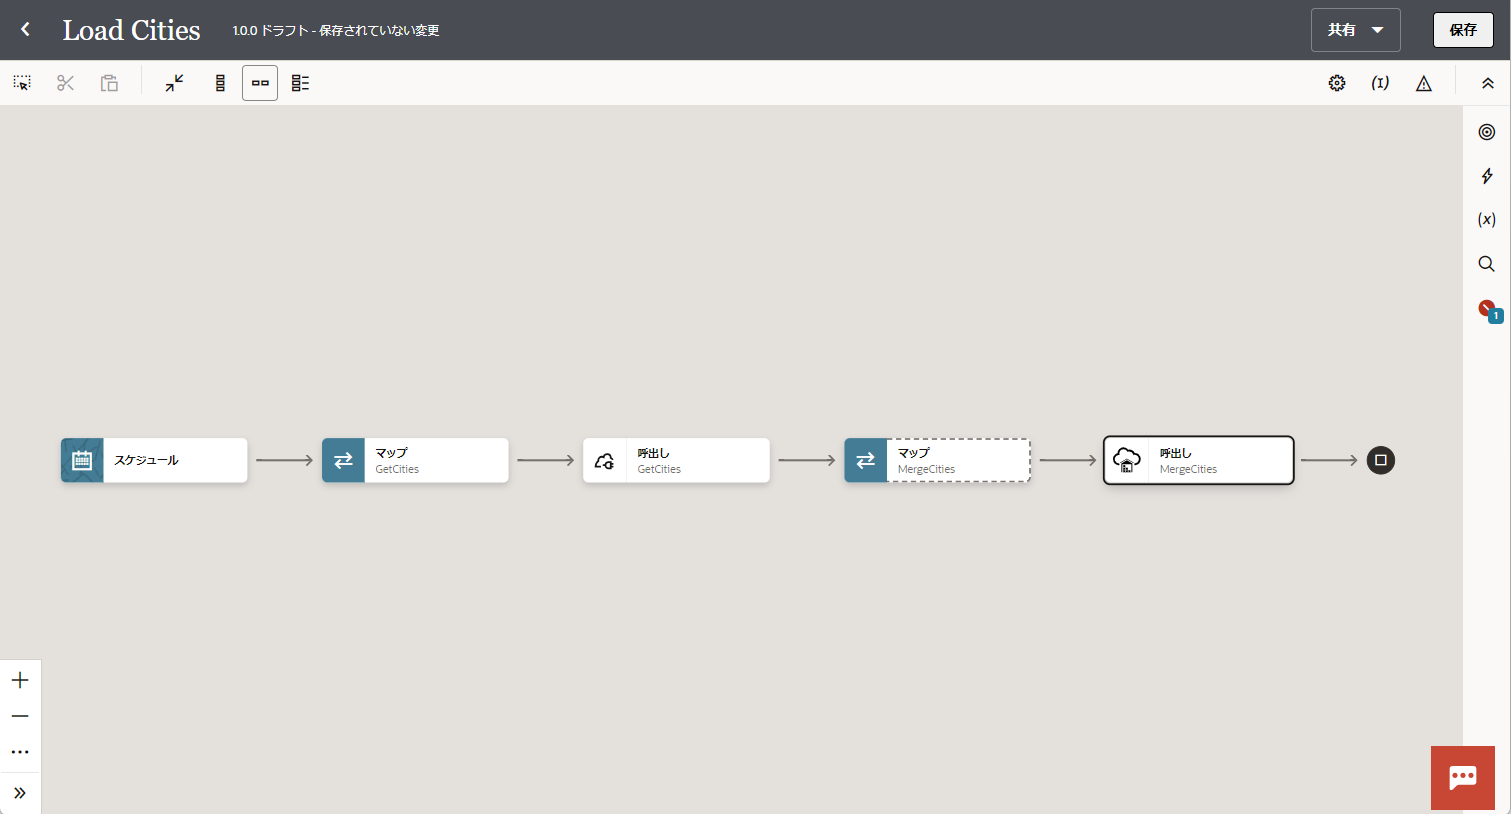 Load Cities
1.0.0 ドラフト - 保存されていない変更
共有
保存
(I)
(x)
1
スケジュール
マップ
GetCities
呼出し
GetCities
マップ
MergeCities
呼出し
MergeCities